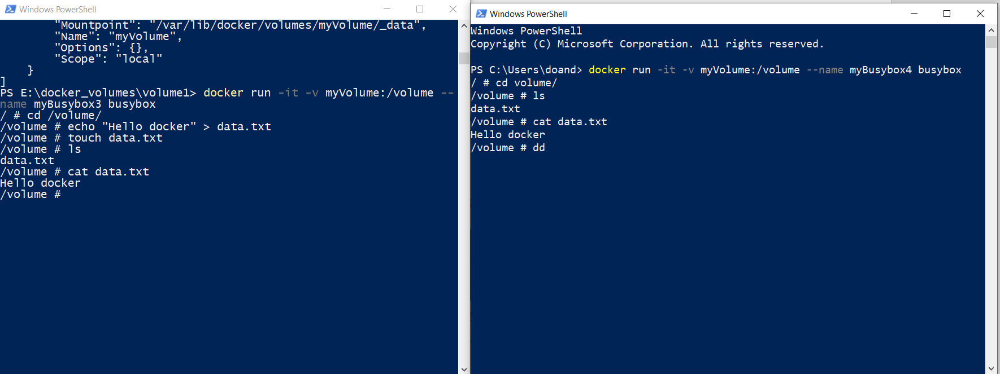 Windows PowerShell
        "Mountpoint": "/var/lib/docker/volumes/myVolume/_data",
        "Name": "myVolume",
        "Options": {},
        "Scope": "local"
    }
]
PS E:\docker_volumes\volume1> docker run -it -v myVolume:/volume --
name myBusybox3 busybox
/ # cd /volume/
/volume # echo "Hello docker" > data.txt
/volume # touch data.txt
/volume # ls
data.txt
/volume # cat data.txt
Hello docker
/volume #
Windows PowerShell
Windows PowerShell
Copyright (C) Microsoft Corporation. All rights reserved.
PS C:\Users\doand> docker run -it -v myVolume:/volume --name myBusybox4 busybox
/ # cd volume/
/volume # ls
data.txt
/volume # cat data.txt
Hello docker
/volume # dd